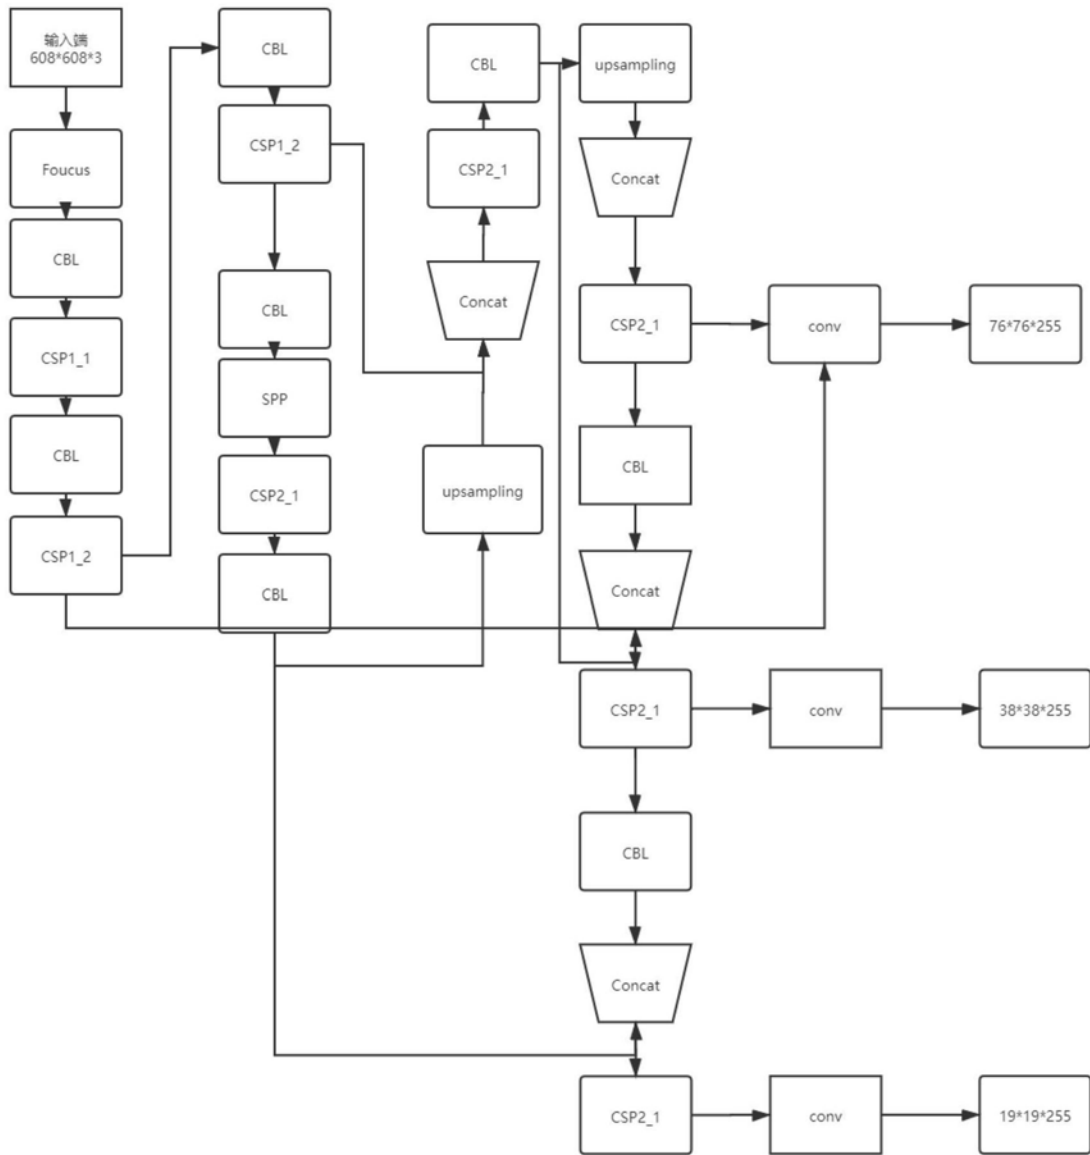 输入端
608*608*3
Foucus
CBL
CSP1_1
CBL
CSP1_2
CBL
CSP1_2
CBL
SPP
CSP2_1
CBL
CBL
CSP2_1
Concat
upsampling
upsampling
Concat
CSP2_1
conv
76*76*255
CBL
Concat
CSP2_1
conv
38*38*255
CBL
Concat
CSP2_1
conv
19*19*255